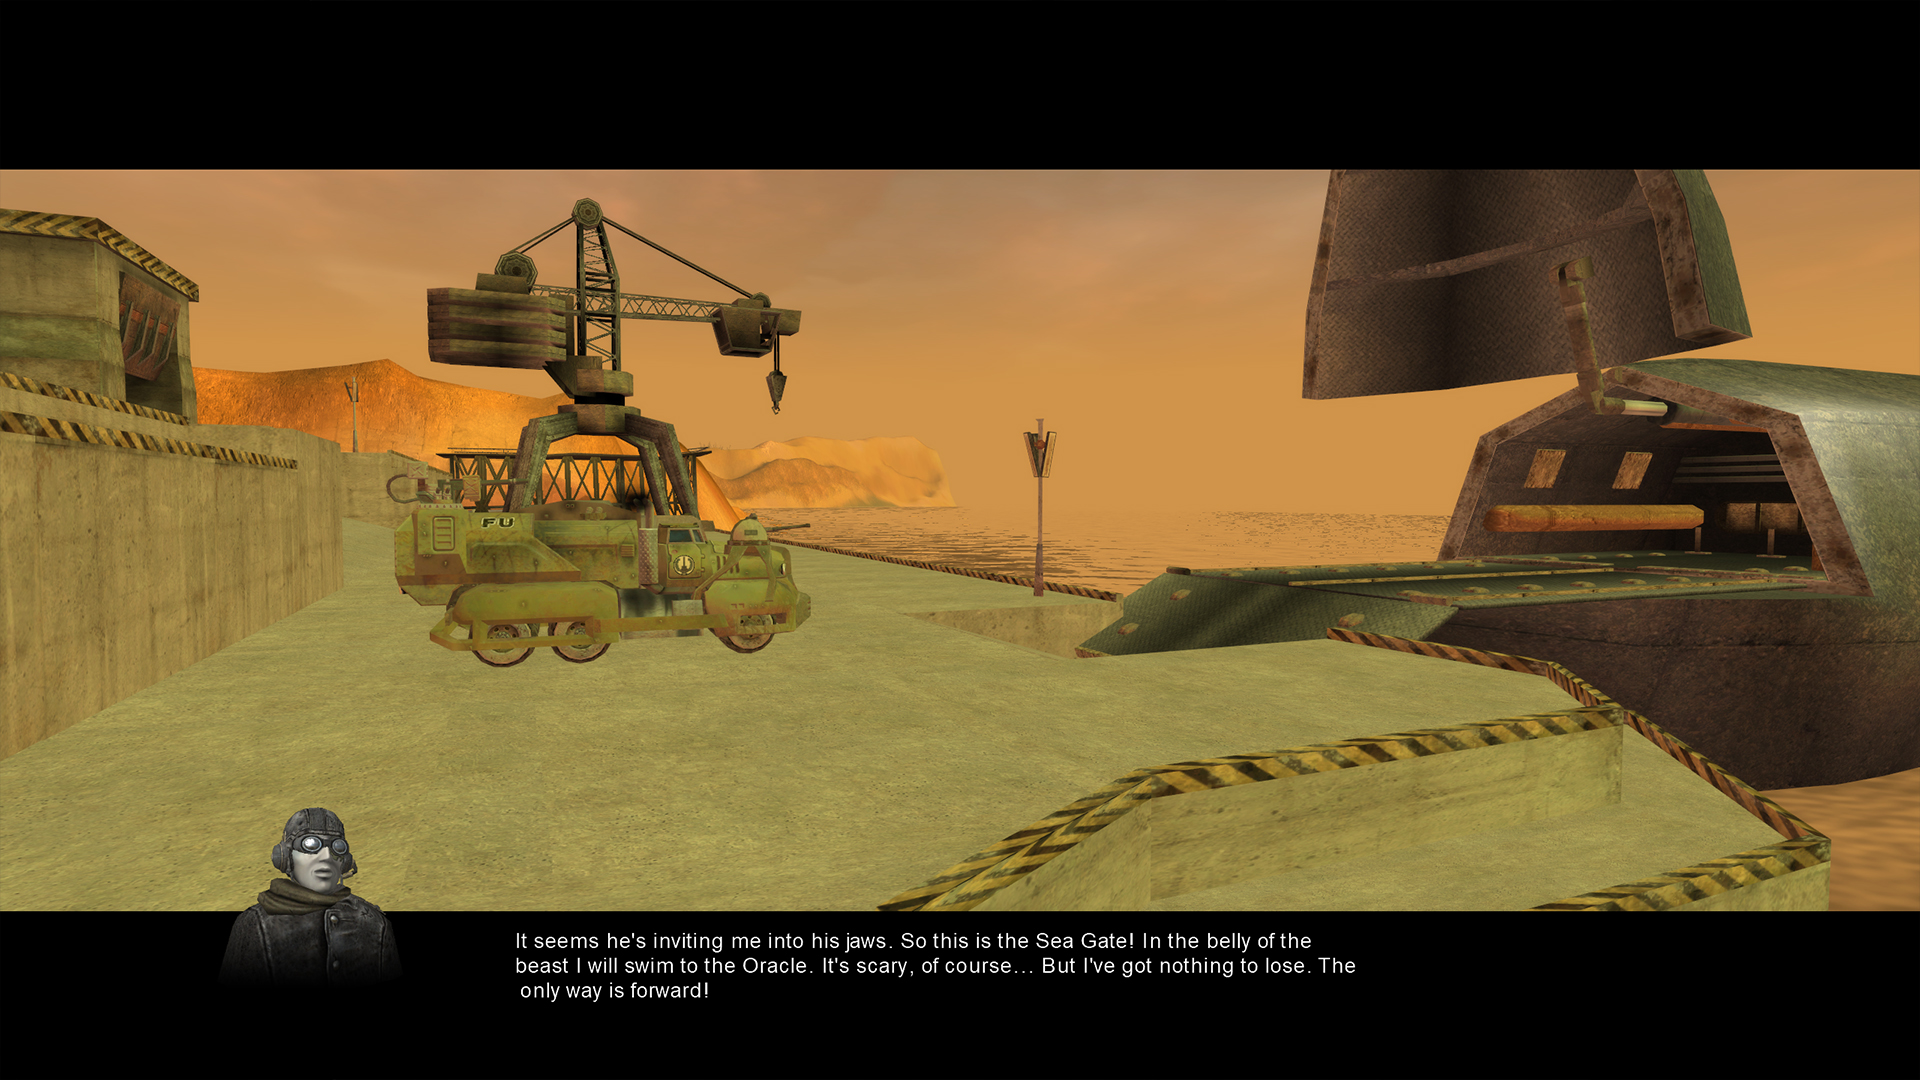 FU
It seems he's inviting me into his jaws. So this is the Sea Gate! In the belly of the
beast I will swim to the Oracle. It's scary, of course... But I've got nothing to lose. The
only way is forward!